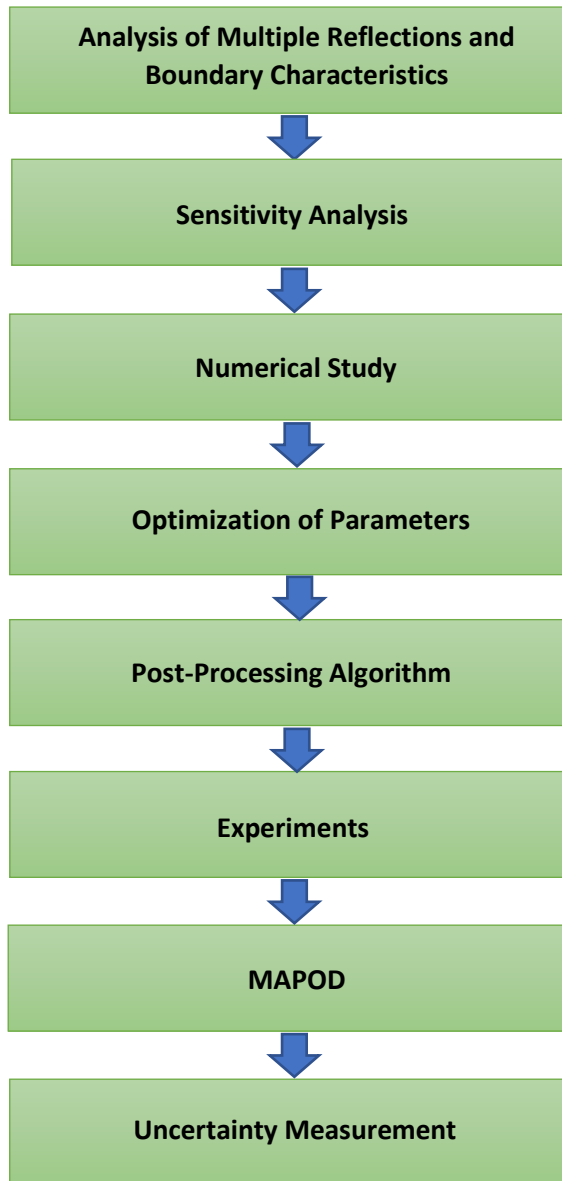 Analysis of Multiple Reflections and
Boundary Characteristics
Sensitivity Analysis
Numerical Study
Optimization of Parameters
Post-Processing Algorithm
Experiments
MAPOD
Uncertainty Measurement